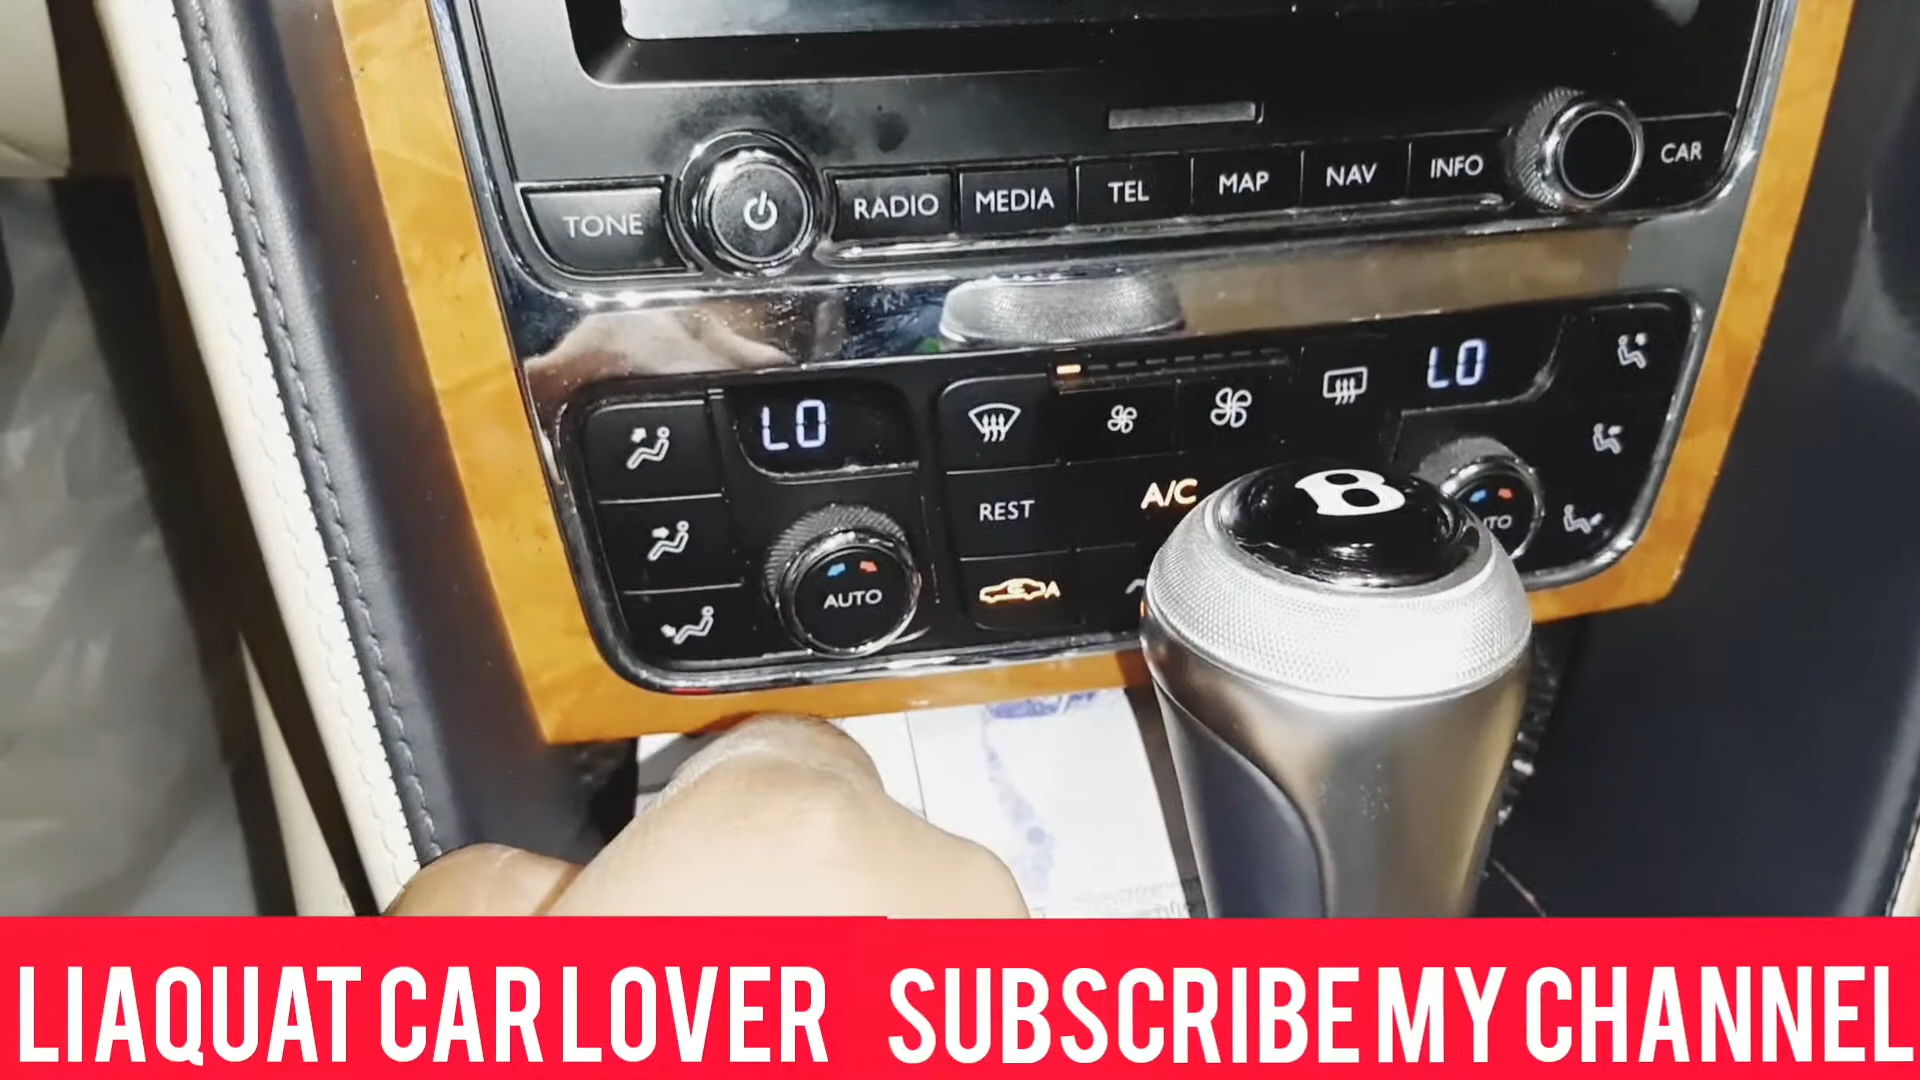 TONE RADIO MEDIA TEL MAP NAV INFO CAR
LO LO
REST A/C
AUTO
A
B
LIAQUAT CAR LOVER SUBSCRIBE MY CHANNEL